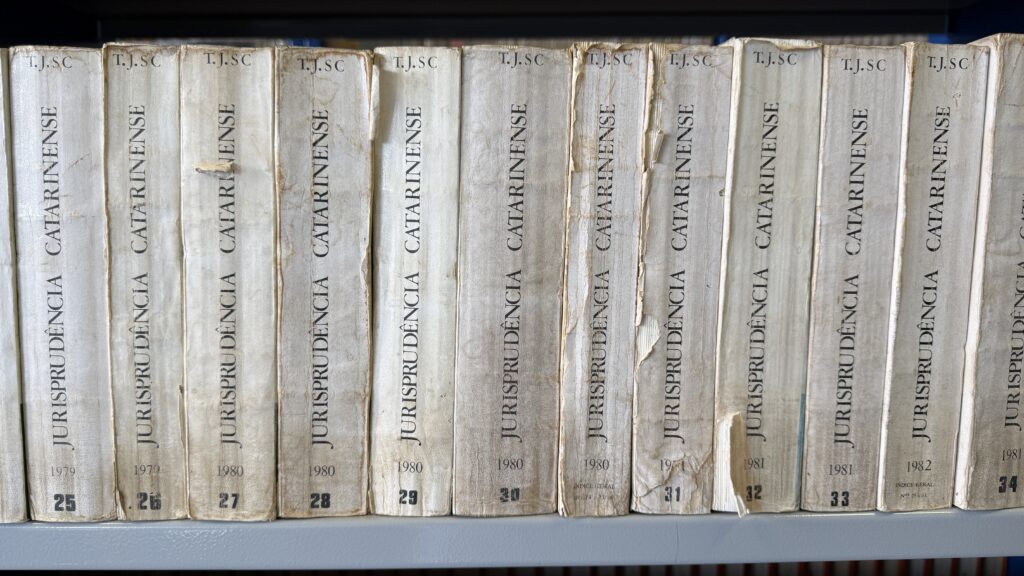 T.J.SC
JURISPRUDÊNCIA CATARINENSE
1979
25
T.J.SC
JURISPRUDÊNCIA CATARINENSE
1979
26
T.J.SC
JURISPRUDÊNCIA CATARINENSE
1980
27
T.J.SC
JURISPRUDÊNCIA CATARINENSE
1980
28
T.J.SC
JURISPRUDÊNCIA CATARINENSE
1980
29
T.J.SC
JURISPRUDÊNCIA CATARINENSE
1980
30
T.J.SC
JURISPRUDÊNCIA CATARINENSE
1980
ÍNDICE GERAL
T.J.SC
JURISPRUDÊNCIA CATARINENSE
31
T.J.SC
JURISPRUDÊNCIA CATARINENSE
1981
32
T.J.SC
JURISPRUDÊNCIA CATARINENSE
1981
33
T.J.SC
JURISPRUDÊNCIA CATARINENSE
1982
ÍNDICE GERAL
JURISPRUDÊNCIA
1981
34